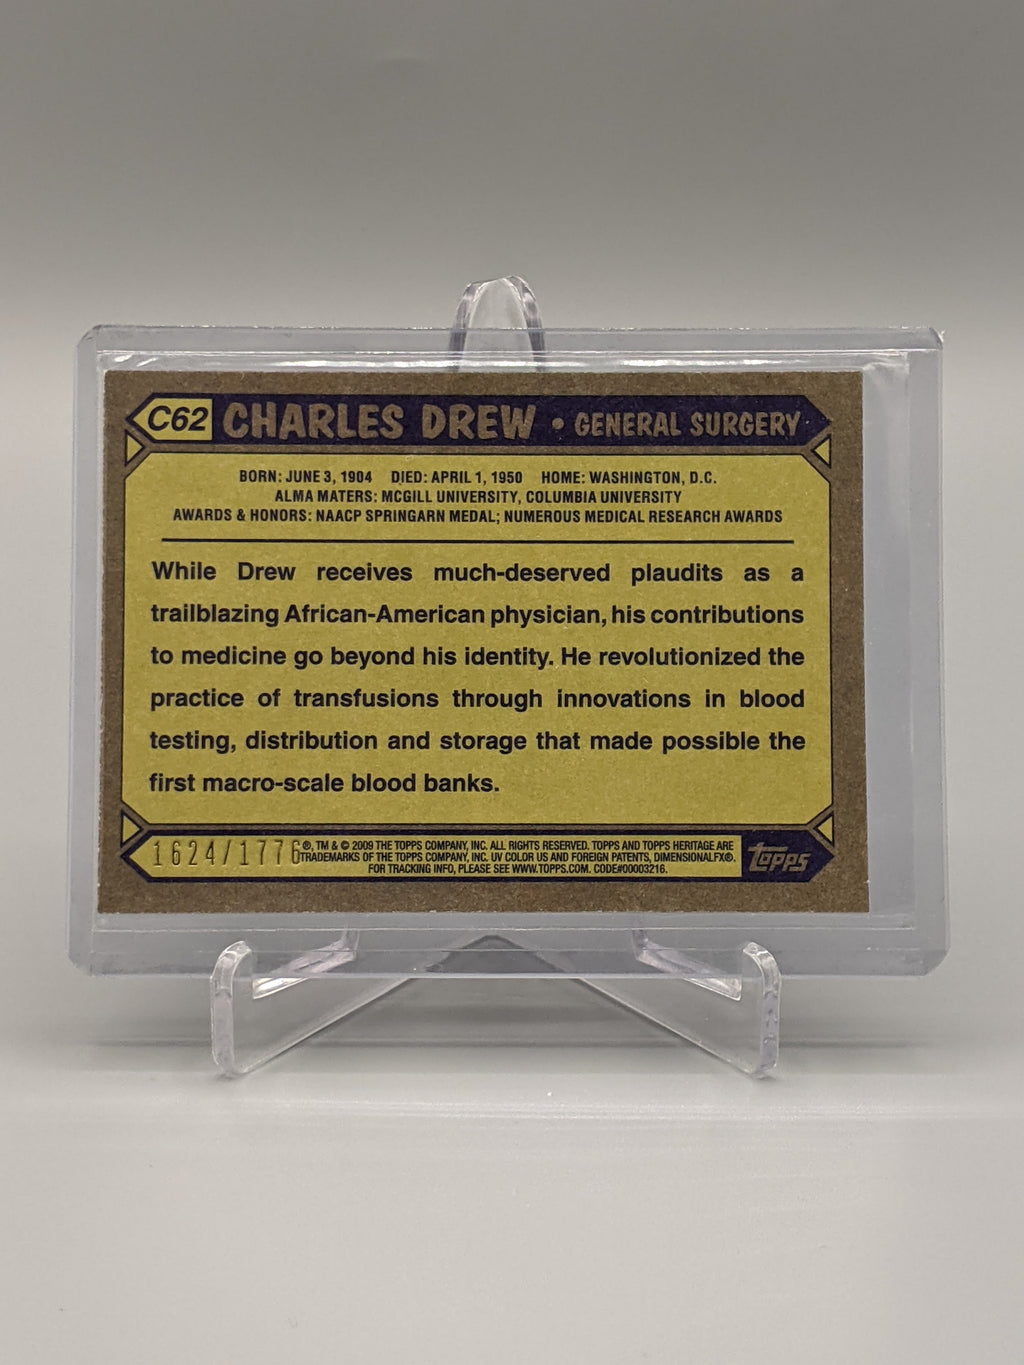 C62 CHARLES DREW • GENERAL SURGERY
BORN: JUNE 3, 1904 DIED: APRIL 1, 1950 HOME: WASHINGTON, D.C.
ALMA MATERS: MCGILL UNIVERSITY, COLUMBIA UNIVERSITY
AWARDS & HONORS: NAACP SPRINGARN MEDAL; NUMEROUS MEDICAL RESEARCH AWARDS
While Drew receives much-deserved plaudits as a
trailblazing African-American physician, his contributions
to medicine go beyond his identity. He revolutionized the
practice of transfusions through innovations in blood
testing, distribution and storage that made possible the
first macro-scale blood banks.
1624/1776
®, TM & © 2009 THE TOPPS COMPANY, INC. ALL RIGHTS RESERVED. TOPPS AND TOPPS HERITAGE ARE
TRADEMARKS OF THE TOPPS COMPANY, INC. UV COLOR US AND FOREIGN PATENTS, DIMENSIONALFX®.
FOR TRACKING INFO, PLEASE SEE WWW.TOPPS.COM. CODE#00003216.
topps